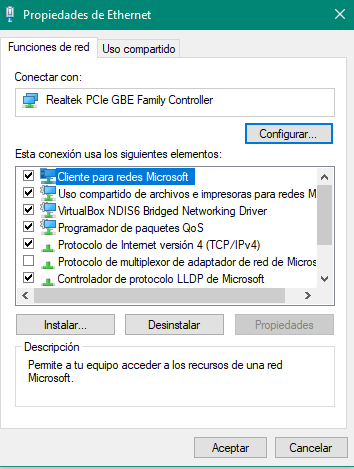 Propiedades de Ethernet
Funciones de red
Uso compartido
Conectar con:
Realtek PCIe GBE Family Controller
Configurar...
Esta conexión usa los siguientes elementos:
Cliente para redes Microsoft
Uso compartido de archivos e impresoras para redes M
VirtualBox NDIS6 Bridged Networking Driver
Programador de paquetes QoS
Protocolo de Internet versión 4 (TCP/IPv4)
Protocolo de multiplexor de adaptador de red de Micros
Controlador de protocolo LLDP de Microsoft
Instalar...
Desinstalar
Propiedades
Descripción
Permite a tu equipo acceder a los recursos de una red
Microsoft.
Aceptar
Cancelar